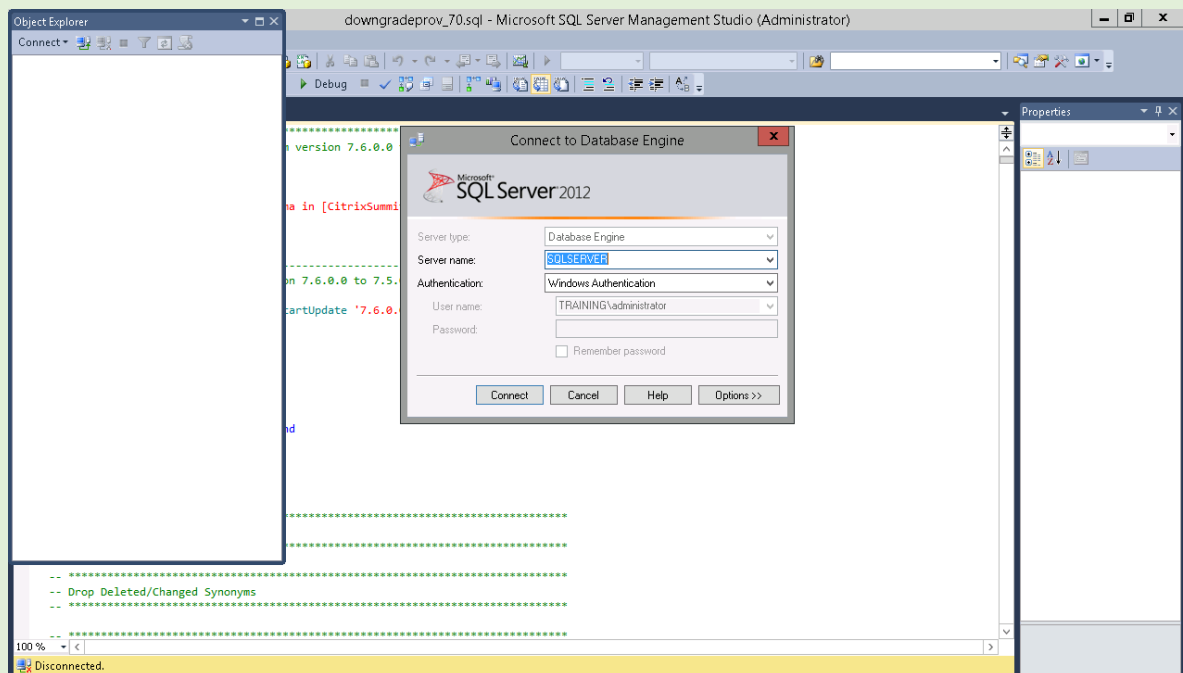 Object Explorer
downgradeprov_70.sql - Microsoft SQL Server Management Studio (Administrator)
Connect
Debug
Properties
version 7.6.0.0
Connect to Database Engine
Microsoft®
SQL Server® 2012
in [CitrixSummi
Server type:
Database Engine
Server name:
SQLSERVER
on 7.6.0.0 to 7.5.
Authentication:
Windows Authentication
User name:
TRAINING\administrator
tartUpdate '7.6.0.
Password:
Remember password
Connect
Cancel
Help
Options >>
nd
*************************************************
*************************************************
-- ***********************************************************************************
-- Drop Deleted/Changed Synonyms
-- ***********************************************************************************
-- ***********************************************************************************
100 %
Disconnected.